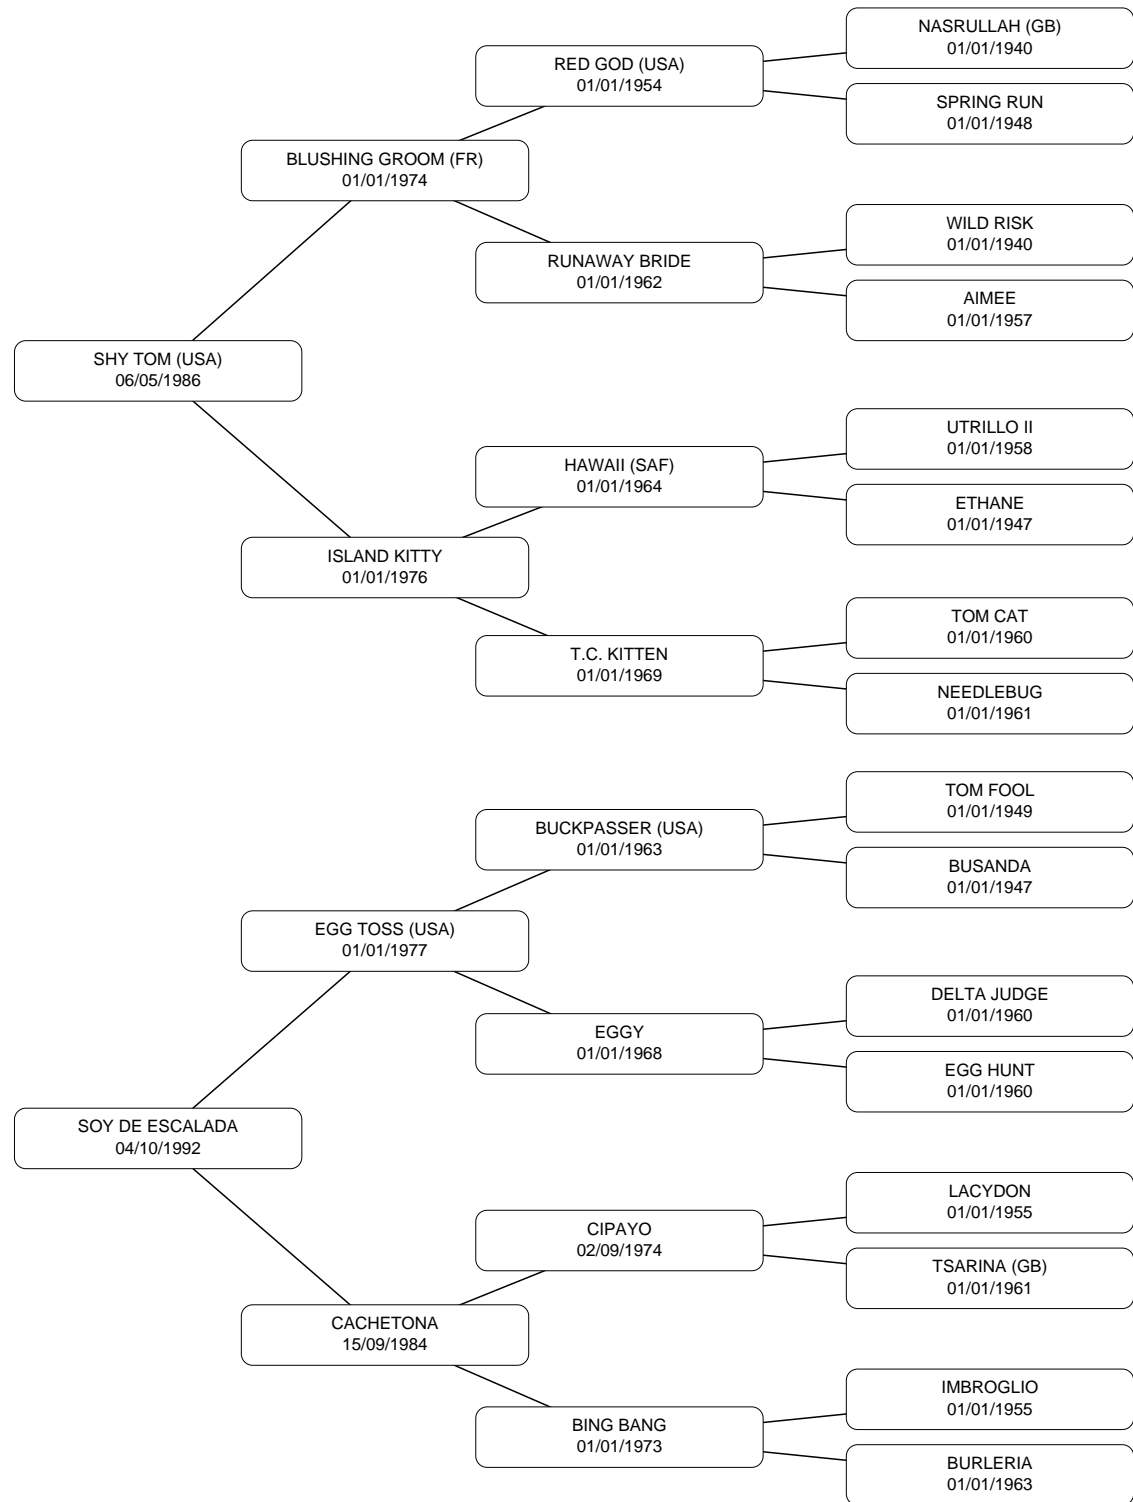 NASRULLAH (GB)
01/01/1940
RED GOD (USA)
01/01/1954
SPRING RUN
01/01/1948
BLUSHING GROOM (FR)
01/01/1974
WILD RISK
01/01/1940
RUNAWAY BRIDE
01/01/1962
AIMEE
01/01/1957
SHY TOM (USA)
06/05/1986
UTRILLO II
01/01/1958
HAWAII (SAF)
01/01/1964
ETHANE
01/01/1947
ISLAND KITTY
01/01/1976
TOM CAT
01/01/1960
T.C. KITTEN
01/01/1969
NEEDLEBUG
01/01/1961
TOM FOOL
01/01/1949
BUCKPASSER (USA)
01/01/1963
BUSANDA
01/01/1947
EGG TOSS (USA)
01/01/1977
DELTA JUDGE
01/01/1960
EGGY
01/01/1968
EGG HUNT
01/01/1960
SOY DE ESCALADA
04/10/1992
LACYDON
01/01/1955
CIPAYO
02/09/1974
TSARINA (GB)
01/01/1961
CACHETONA
15/09/1984
IMBROGLIO
01/01/1955
BING BANG
01/01/1973
BURLERIA
01/01/1963